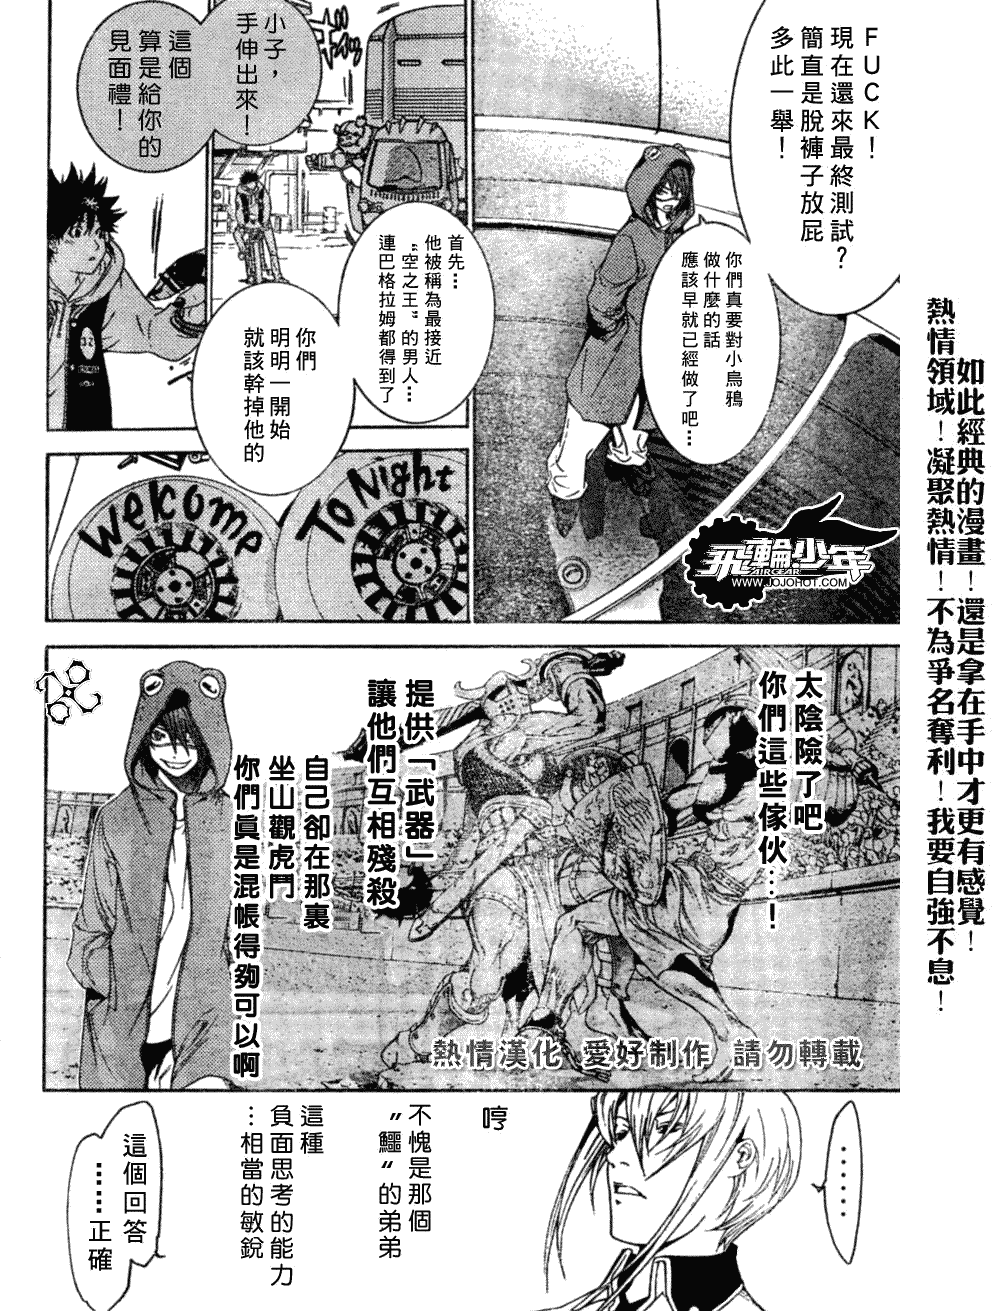 FUCK!
現在還來最終測試?
簡直是脫褲子放屁
多此一舉!
你們真要對小烏鴉
做什麼的話
應該早就已經做了吧…
首先…
他被稱為最接近
“空之王”的男人…
連巴格拉姆都得到了
你們
明明一開始
就該幹掉他的
小子,
手伸出來!
這個
算是給你的
見面禮!
32
Welcome
To Night
飛輪少年
AIRGEAR
WWW.JOJOHOT.COM
太陰險了吧
你們這些傢伙…!
提供「武器」
讓他們互相殘殺
自己卻在那裏
坐山觀虎鬥
你們真是混帳得夠可以啊
熱情漢化 愛好制作 請勿轉載
……
哼
不愧是那個
“鱷“的弟弟
這種
負面思考的能力
…相當的敏銳
這個回答
……正確
如此經典的漫畫!還是拿在手中才更有感覺!
熱情領域!凝聚熱情!不為爭名奪利!我要自強不息!